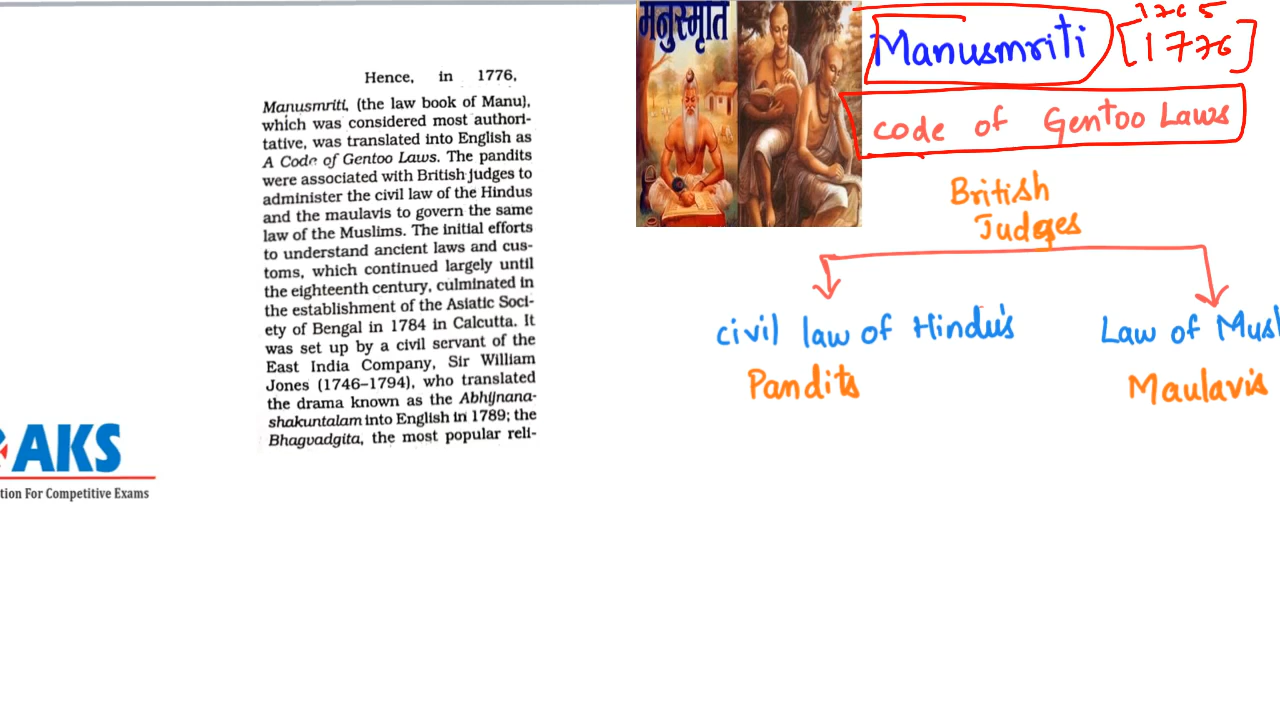 Hence, in 1776,
Manusmriti, (the law book of Manu),
which was considered most authori-
tative, was translated into English as
A Code of Gentoo Laws. The pandits
were associated with British judges to
administer the civil law of the Hindus
and the maulavis to govern the same
law of the Muslims. The initial efforts
to understand ancient laws and cus-
toms, which continued largely until
the eighteenth century, culminated in
the establishment of the Asiatic Soci-
ety of Bengal in 1784 in Calcutta. It
was set up by a civil servant of the
East India Company, Sir William
Jones (1746–1794), who translated
the drama known as the Abhijnana-
shakuntalam into English in 1789; the
Bhagvadgita, the most popular reli-
AKS
tion For Competitive Exams
मनुस्मृति
1765
Manusmriti [1776]
code of Gentoo Laws
British
Judges
civil law of Hindu's
Pandits
Law of Musl
Maulavis